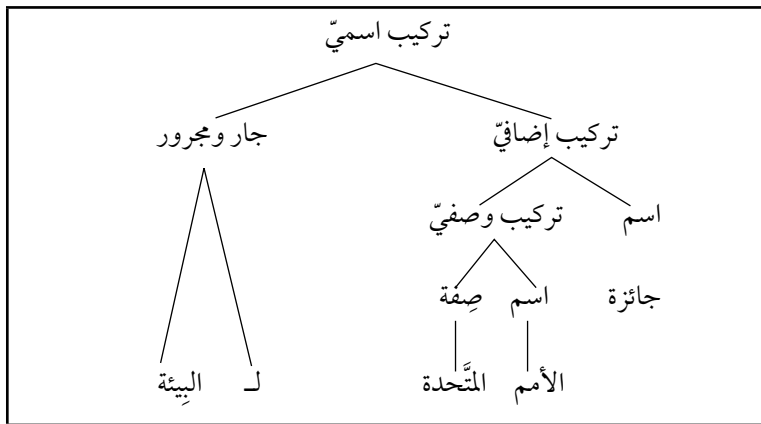 تركيب اسميّ
تركيب إضافيّ جار ومجرور
اسم تركيب وصفيّ
جائزة اسم صِفة
الأمم المتَّحدة لـ البِيئة